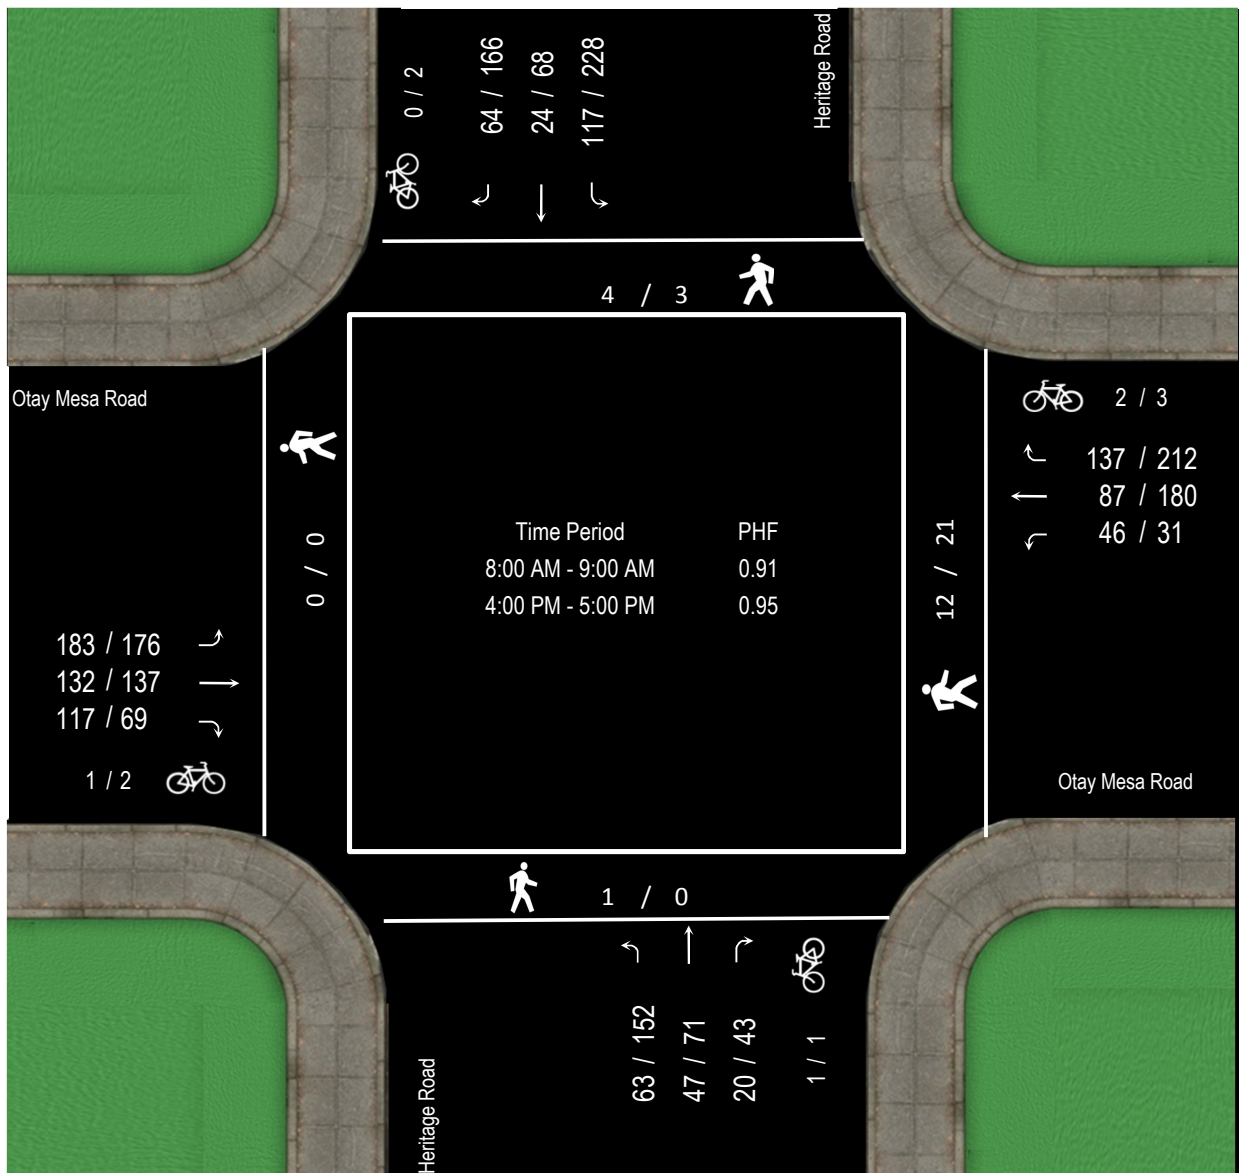 0 / 2
64 / 166
24 / 68
117 / 228
Heritage Road
4 / 3
Otay Mesa Road
2 / 3
137 / 212
87 / 180
46 / 31
0 / 0
Time Period PHF
8:00 AM - 9:00 AM 0.91
4:00 PM - 5:00 PM 0.95
12 / 21
183 / 176
132 / 137
117 / 69
1 / 2
Otay Mesa Road
1 / 0
63 / 152
47 / 71
20 / 43
1 / 1
Heritage Road